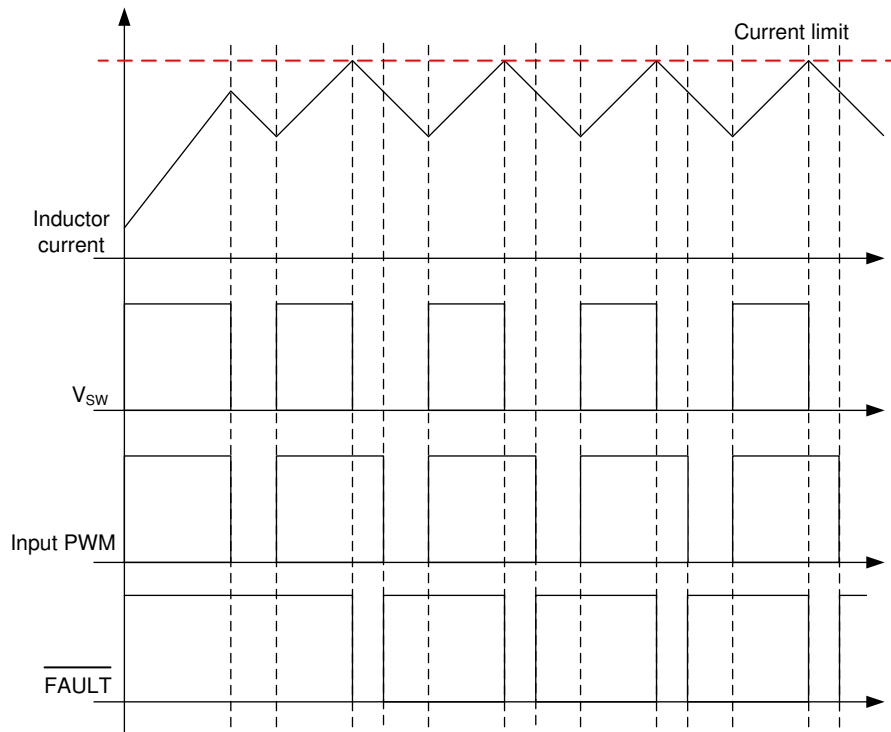 Current limit
Inductor
current
VSW
Input PWM
FAULT